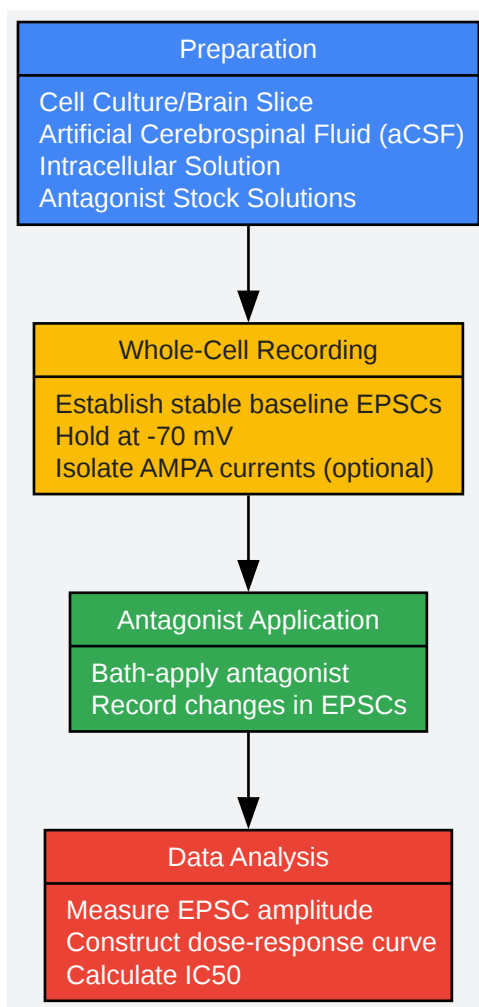 Preparation
Cell Culture/Brain Slice
Artificial Cerebrospinal Fluid (aCSF)
Intracellular Solution
Antagonist Stock Solutions
Whole-Cell Recording
Establish stable baseline EPSCs
Hold at -70 mV
Isolate AMPA currents (optional)
Antagonist Application
Bath-apply antagonist
Record changes in EPSCs
Data Analysis
Measure EPSC amplitude
Construct dose-response curve
Calculate IC50